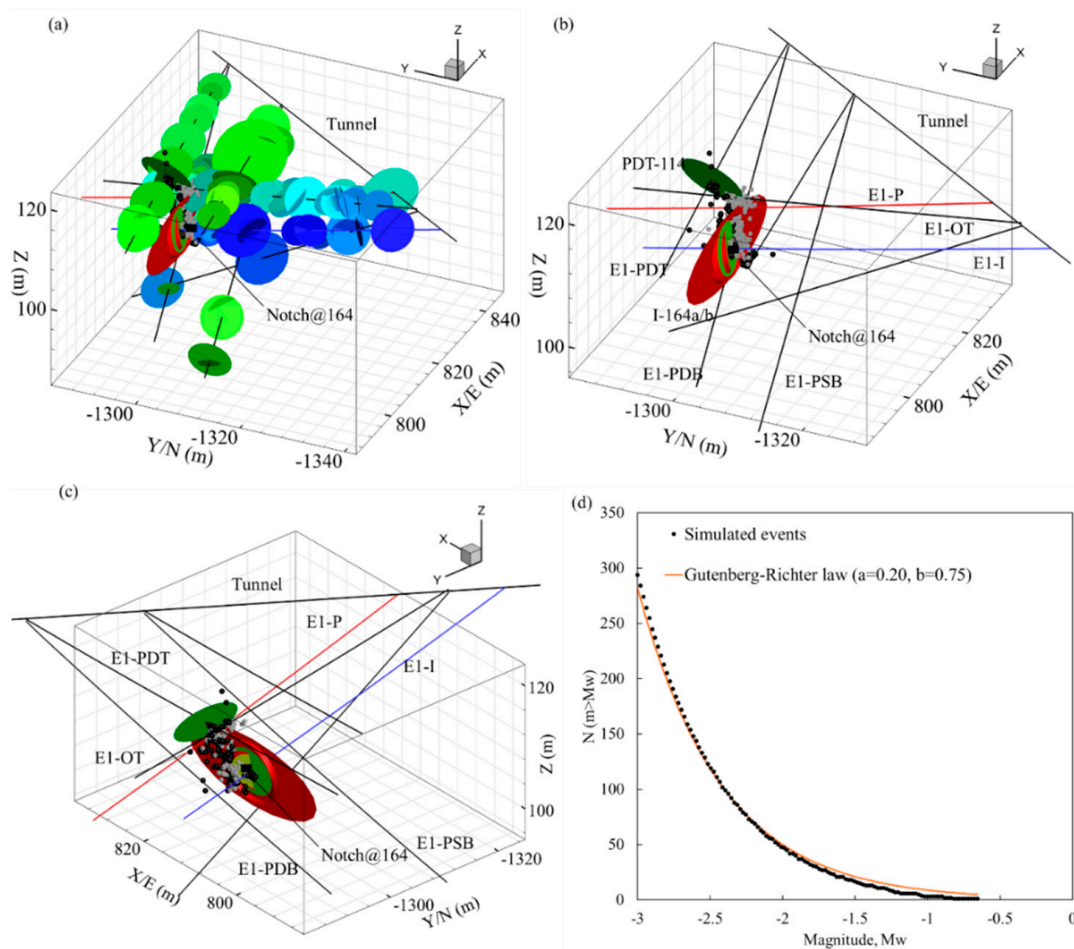 (a)
Z
X
Y
Tunnel
120
Z (m)
100
Notch@164
840
820
800
X/E (m)
-1300
-1320
-1340
Y/N (m)
(b)
Z
X
Y
Tunnel
PDT-114
E1-P
120
E1-OT
Z (m)
E1-I
E1-PDT
I-164a/b
Notch@164
100
E1-PDB
E1-PSB
820
800
X/E (m)
-1300
-1320
Y/N (m)
(c)
Z
X
Y
Tunnel
E1-P
E1-PDT
E1-I
120
E1-OT
Z (m)
100
E1-PSB
Notch@164
820
E1-PDB
-1320
X/E (m)
800
-1300
Y/N (m)
(d)
350
Simulated events
300
Gutenberg-Richter law (a=0.20, b=0.75)
250
N (m>Mw)
200
150
100
50
0
-3
-2.5
-2
-1.5
-1
-0.5
0
Magnitude, Mw